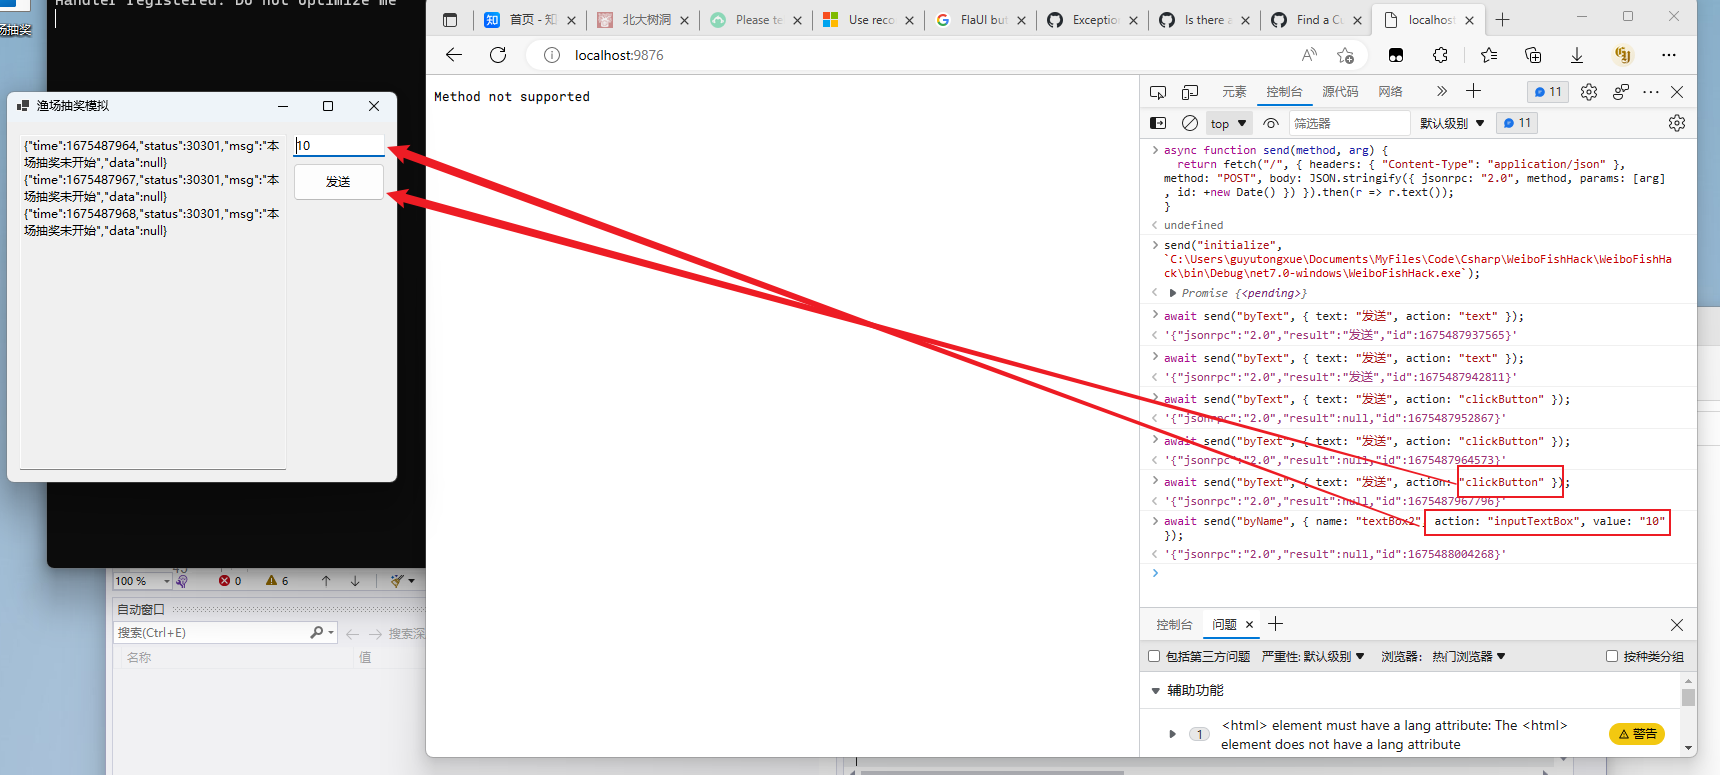 Handler registered. Do not optimize me
场抽奖
渔场抽奖模拟
{"time":1675487964,"status":30301,"msg":"本
场抽奖未开始","data":null}
{"time":1675487967,"status":30301,"msg":"本
场抽奖未开始","data":null}
{"time":1675487968,"status":30301,"msg":"本
场抽奖未开始","data":null}
10
发送
首页 - 知
北大树洞
Please te
Use reco
FlaUI but
Exceptio
Is there a
Find a Cu
localhos
localhost:9876
Method not supported
元素
控制台
源代码
网络
11
top
筛选器
默认级别
11
async function send(method, arg) {
return fetch("/", { headers: { "Content-Type": "application/json" },
method: "POST", body: JSON.stringify({ jsonrpc: "2.0", method, params: [arg]
, id: +new Date() }) }).then(r => r.text());
}
undefined
send("initialize",
`C:\Users\guyutongxue\Documents\MyFiles\Code\Csharp\WeiboFishHack\WeiboFishHa
ck\bin\Debug\net7.0-windows\WeiboFishHack.exe`);
Promise {<pending>}
await send("byText", { text: "发送", action: "text" });
'{"jsonrpc":"2.0","result":"发送","id":1675487937565}'
await send("byText", { text: "发送", action: "text" });
'{"jsonrpc":"2.0","result":"发送","id":1675487942811}'
await send("byText", { text: "发送", action: "clickButton" });
'{"jsonrpc":"2.0","result":null,"id":1675487952867}'
await send("byText", { text: "发送", action: "clickButton" });
'{"jsonrpc":"2.0","result":null,"id":1675487964573}'
await send("byText", { text: "发送", action: "clickButton" });
'{"jsonrpc":"2.0","result":null,"id":1675487967796}'
await send("byName", { name: "textBox2", action: "inputTextBox", value: "10"
});
'{"jsonrpc":"2.0","result":null,"id":1675488004268}'
控制台
问题
包括第三方问题
严重性: 默认级别
浏览器:
热门浏览器
按种类分组
辅助功能
1
<html> element must have a lang attribute: The <html>
element does not have a lang attribute
警告
100 %
0
6
自动窗口
搜索(Ctrl+E)
搜索深
名称
值